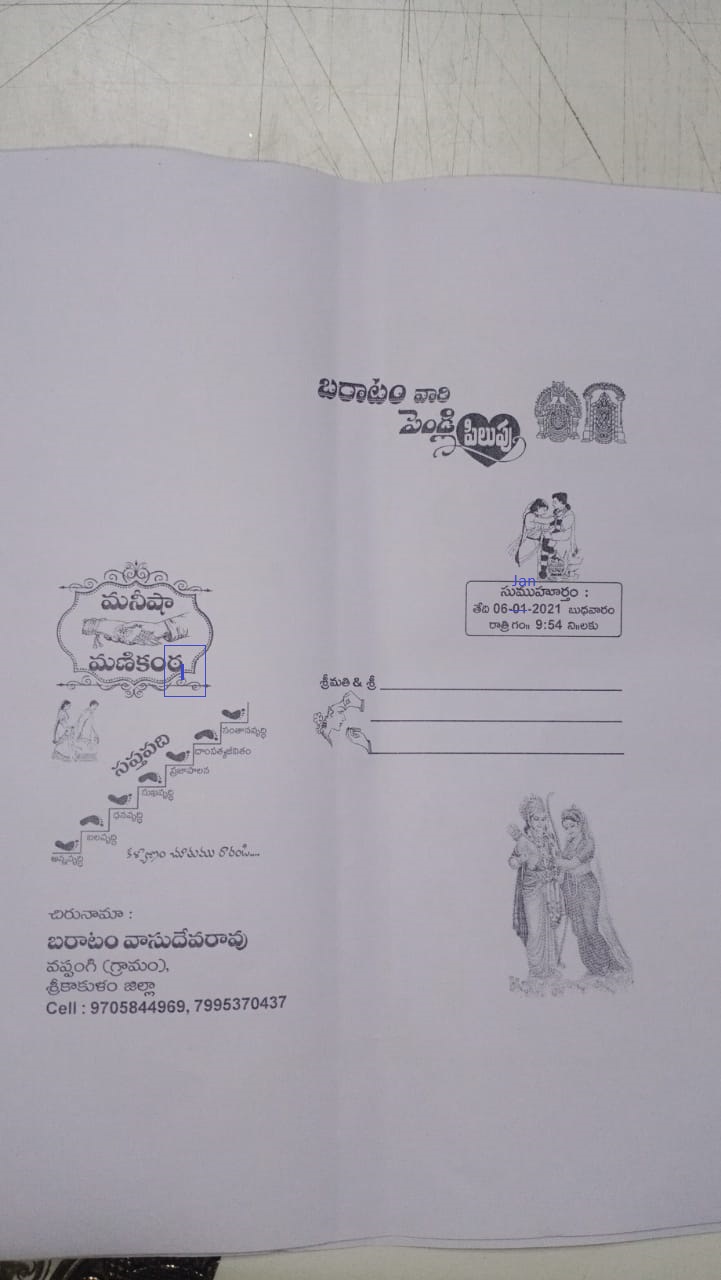 బరాటం వారి
పెండ్లి పిలుపు
Jan
సుముహూర్తం :
తేది 06-01-2021 బుధవారం
రాత్రి గం॥ 9:54 ని॥లకు
శ్రీమతి & శ్రీ
మనీషా
మణికంఠ
సప్తపది
సంతానవృద్ధి
దాంపత్యజీవితం
ప్రజాపాలన
సుఖవృద్ధి
ధనవృద్ధి
బలవృద్ధి
అన్నవృద్ధి
కళ్యాణం చూతము రారండి....
చిరునామా :
బరాటం వాసుదేవరావు
వప్పంగి (గ్రామం),
శ్రీకాకుళం జిల్లా
Cell : 9705844969, 7995370437